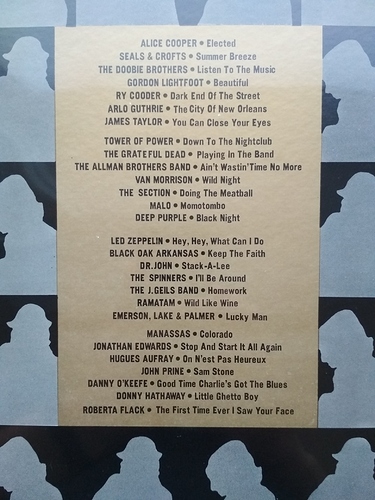 ALICE COOPER • Elected
SEALS & CROFTS • Summer Breeze
THE DOOBIE BROTHERS • Listen To The Music
GORDON LIGHTFOOT • Beautiful
RY COODER • Dark End Of The Street
ARLO GUTHRIE • The City Of New Orleans
JAMES TAYLOR • You Can Close Your Eyes
TOWER OF POWER • Down To The Nightclub
THE GRATEFUL DEAD • Playing In The Band
THE ALLMAN BROTHERS BAND • Ain't Wastin' Time No More
VAN MORRISON • Wild Night
THE SECTION • Doing The Meatball
MALO • Momotombo
DEEP PURPLE • Black Night
LED ZEPPELIN • Hey, Hey, What Can I Do
BLACK OAK ARKANSAS • Keep The Faith
DR. JOHN • Stack-A-Lee
THE SPINNERS • I'll Be Around
THE J. GEILS BAND • Homework
RAMATAM • Wild Like Wine
EMERSON, LAKE & PALMER • Lucky Man
MANASSAS • Colorado
JONATHAN EDWARDS • Stop And Start It All Again
HUGUES AUFRAY • On N'est Pas Heureux
JOHN PRINE • Sam Stone
DANNY O'KEEFE • Good Time Charlie's Got The Blues
DONNY HATHAWAY • Little Ghetto Boy
ROBERTA FLACK • The First Time Ever I Saw Your Face